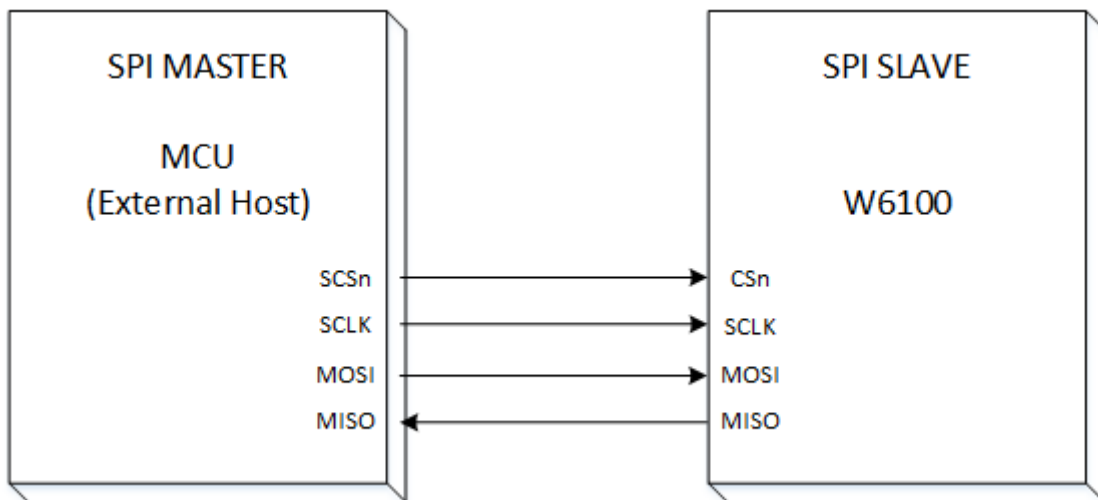 SPI MASTER
MCU
(External Host)
SCSn
SCLK
MOSI
MISO
SPI SLAVE
W6100
CSn
SCLK
MOSI
MISO